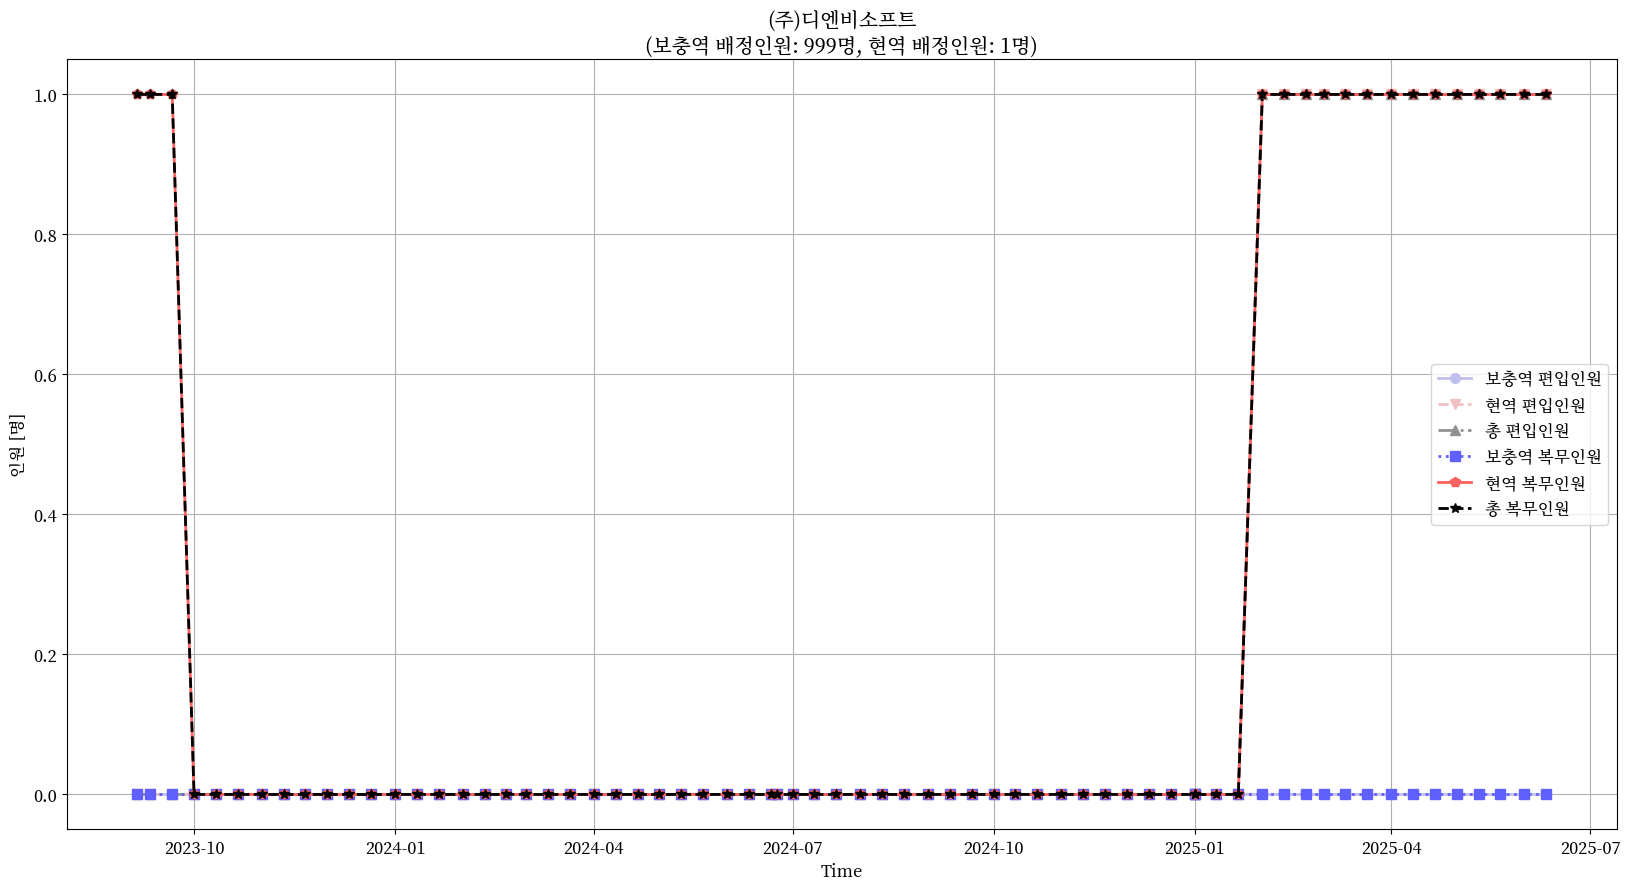 (주)디엔비소프트
(보충역 배정인원: 999명, 현역 배정인원: 1명)
1.0
0.8
0.6
0.4
0.2
0.0
인원 [명]
보충역 편입인원
현역 편입인원
총 편입인원
보충역 복무인원
현역 복무인원
총 복무인원
2023-10 2024-01 2024-04 2024-07 2024-10 2025-01 2025-04 2025-07
Time